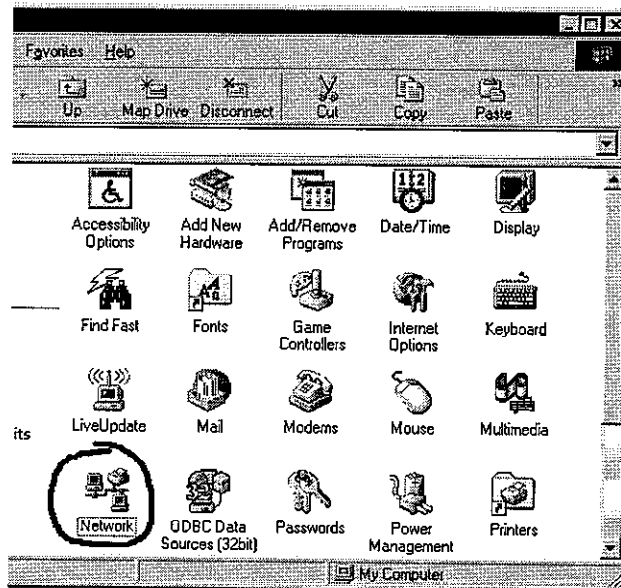 Favorites Help
Up Map Drive Disconnect Cut Copy Paste
Accessibility Options
Add New Hardware
Add/Remove Programs
Date/Time
Display
Find Fast
Fonts
Game Controllers
Internet Options
Keyboard
its
LiveUpdate
Mail
Modems
Mouse
Multimedia
Network
ODBC Data Sources (32bit)
Passwords
Power Management
Printers
My Computer